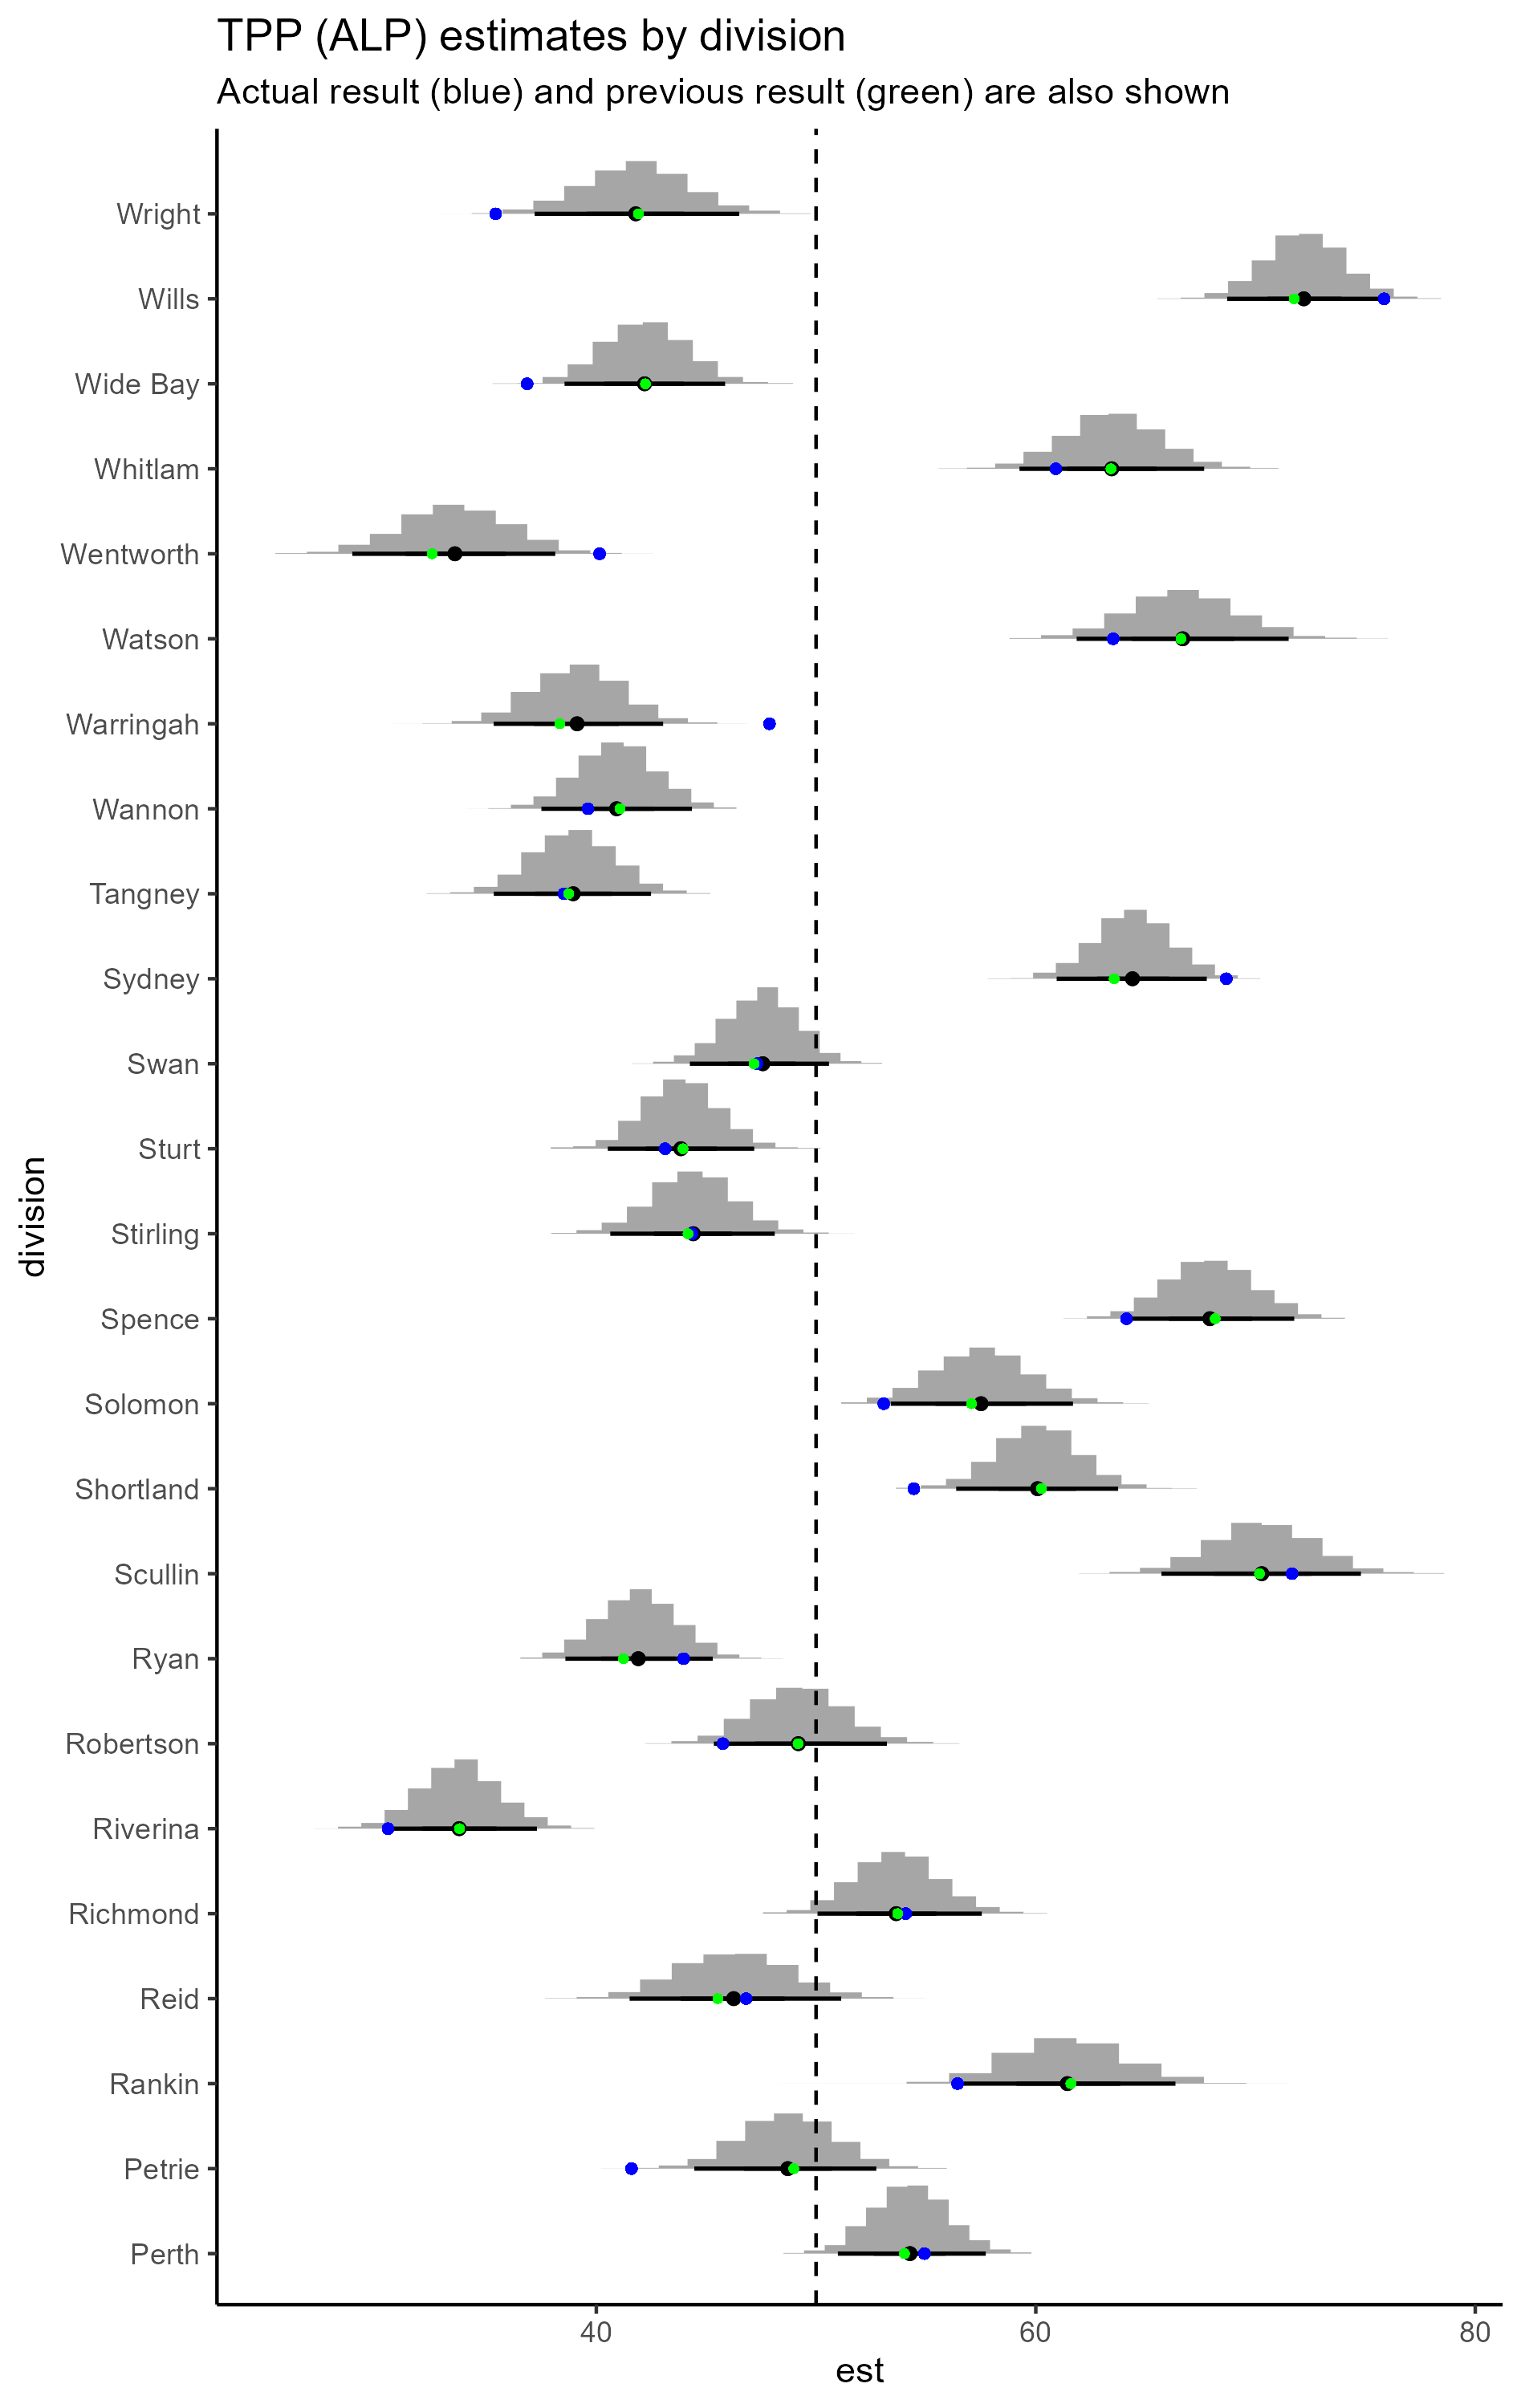 TPP (ALP) estimates by division
Actual result (blue) and previous result (green) are also shown
Wright
Wills
Wide Bay
Whitlam
Wentworth
Watson
Warringah
Wannon
Tangney
Sydney
Swan
Sturt
Stirling
Spence
Solomon
Shortland
Scullin
Ryan
Robertson
Riverina
Richmond
Reid
Rankin
Petrie
Perth
division
40
60
80
est